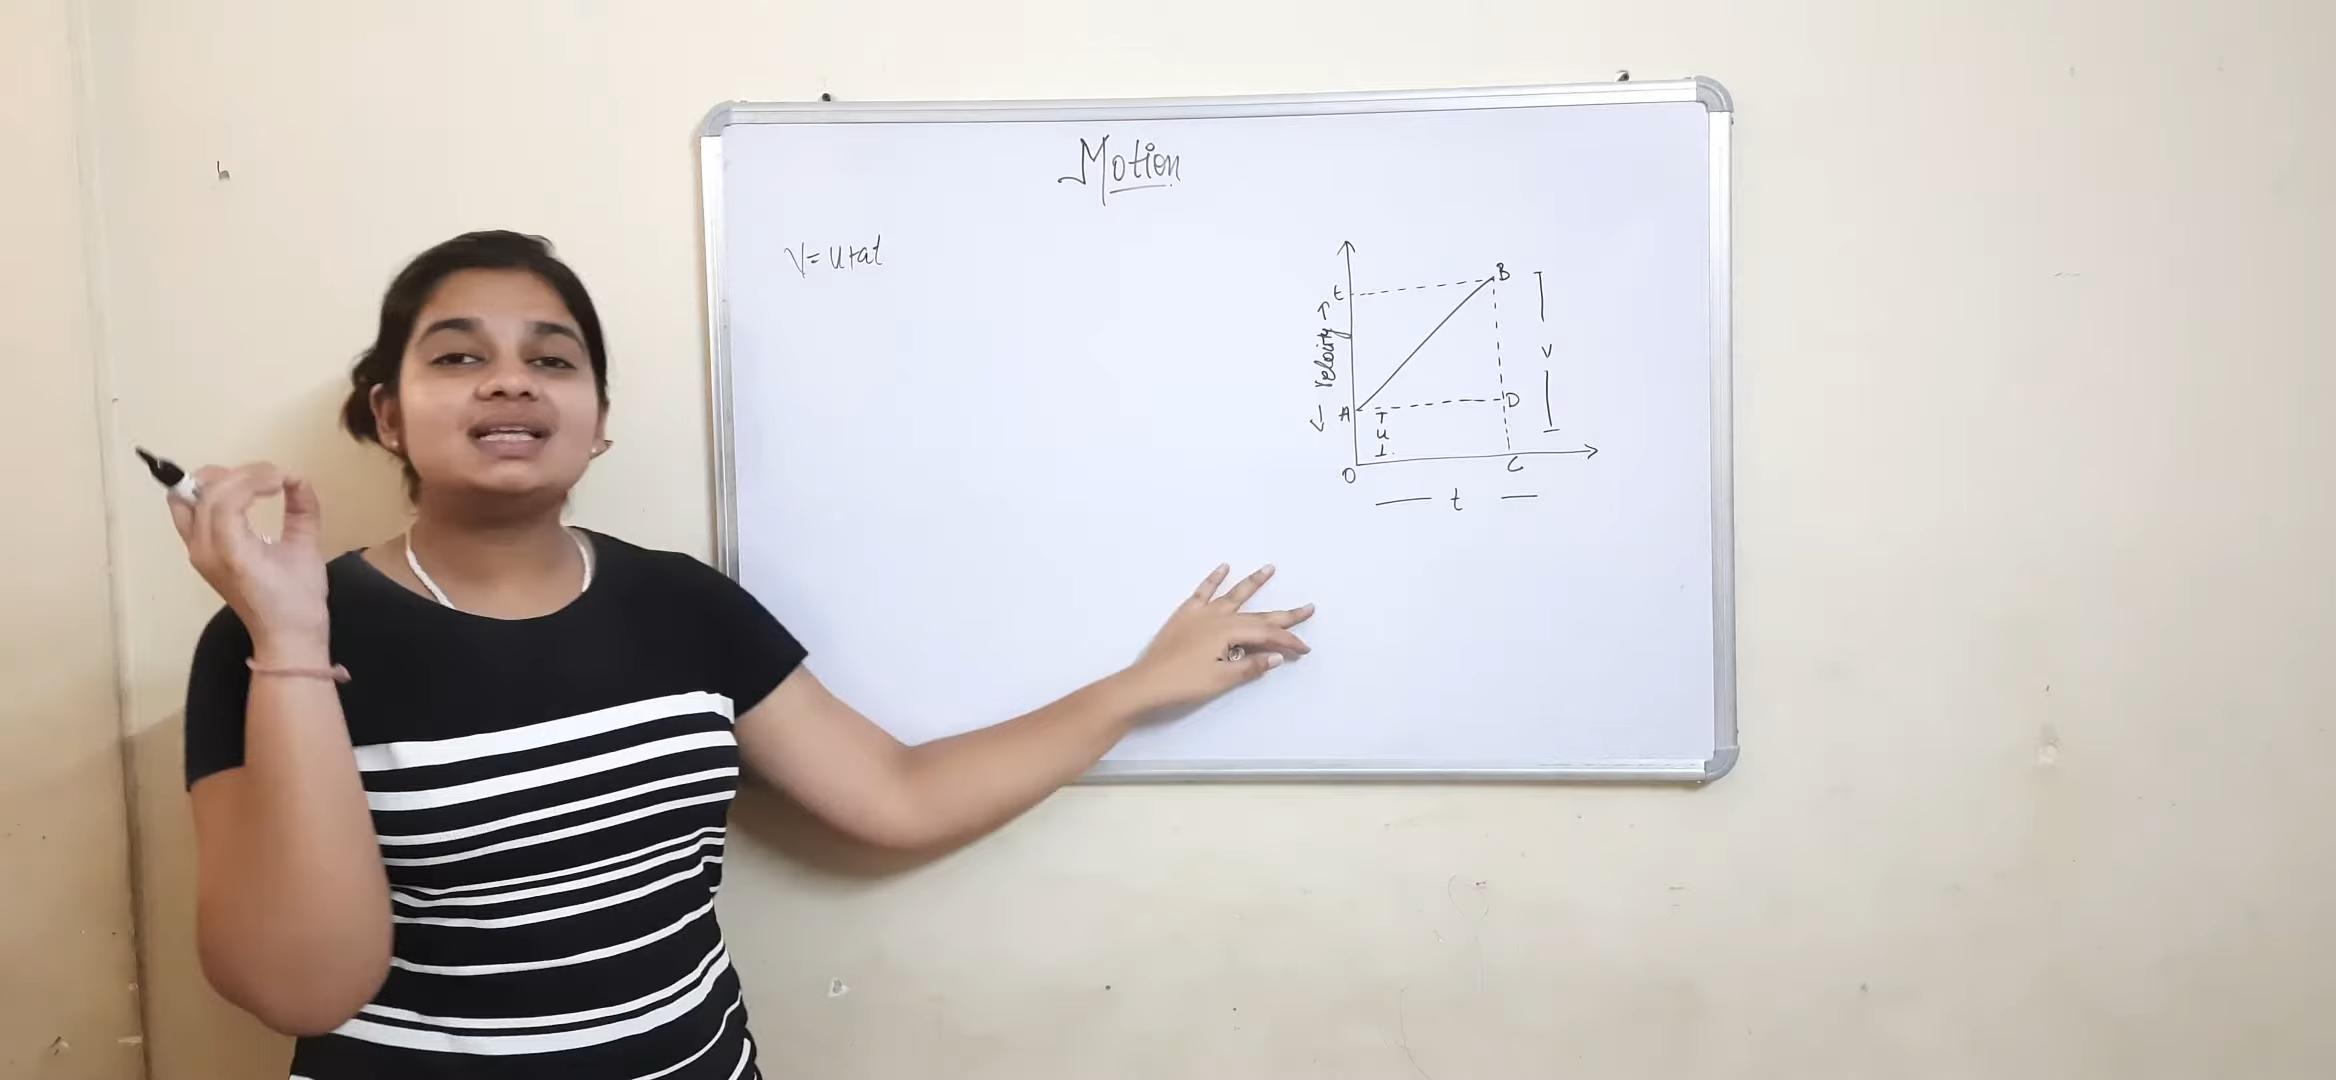 Motion
V = u+at
B
t
← velocity →
V
A
D
u
O
C
t